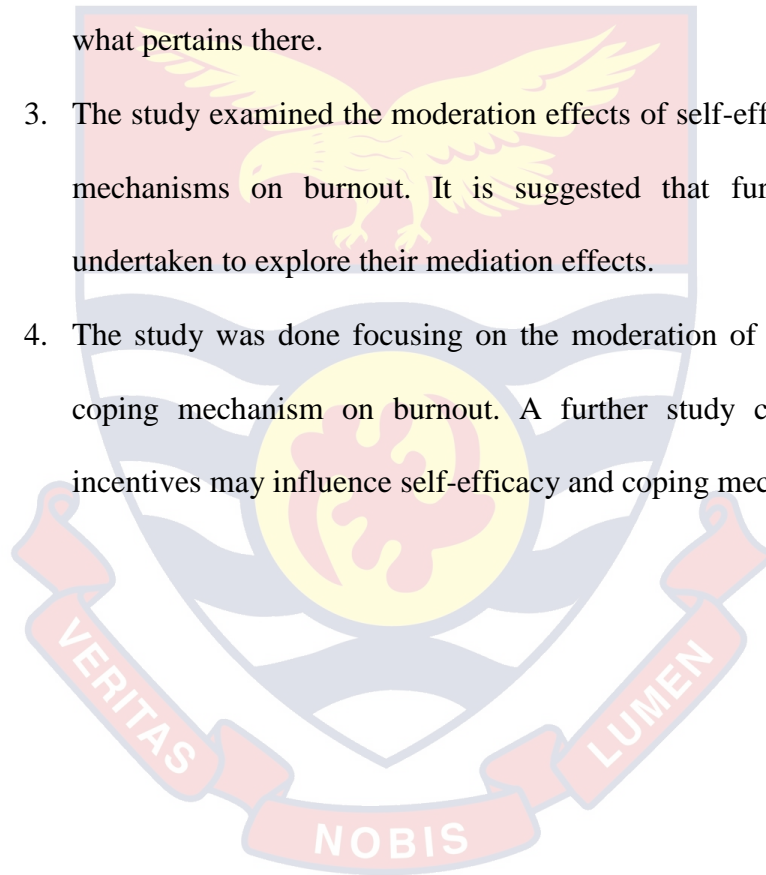 what pertains there.
3. The study examined the moderation effects of self-eff
mechanisms on burnout. It is suggested that fur
undertaken to explore their mediation effects.
4. The study was done focusing on the moderation of
coping mechanism on burnout. A further study c
incentives may influence self-efficacy and coping mec
VERITAS
NOBIS
LUMEN